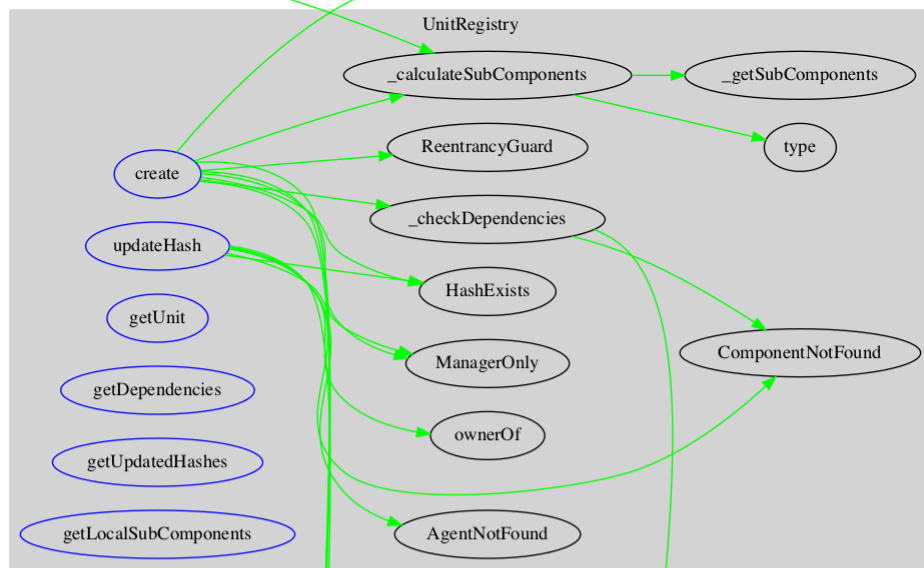 UnitRegistry
_calculateSubComponents
_getSubComponents
type
ReentrancyGuard
create
_checkDependencies
updateHash
HashExists
getUnit
ManagerOnly
ComponentNotFound
getDependencies
ownerOf
getUpdatedHashes
AgentNotFound
getLocalSubComponents